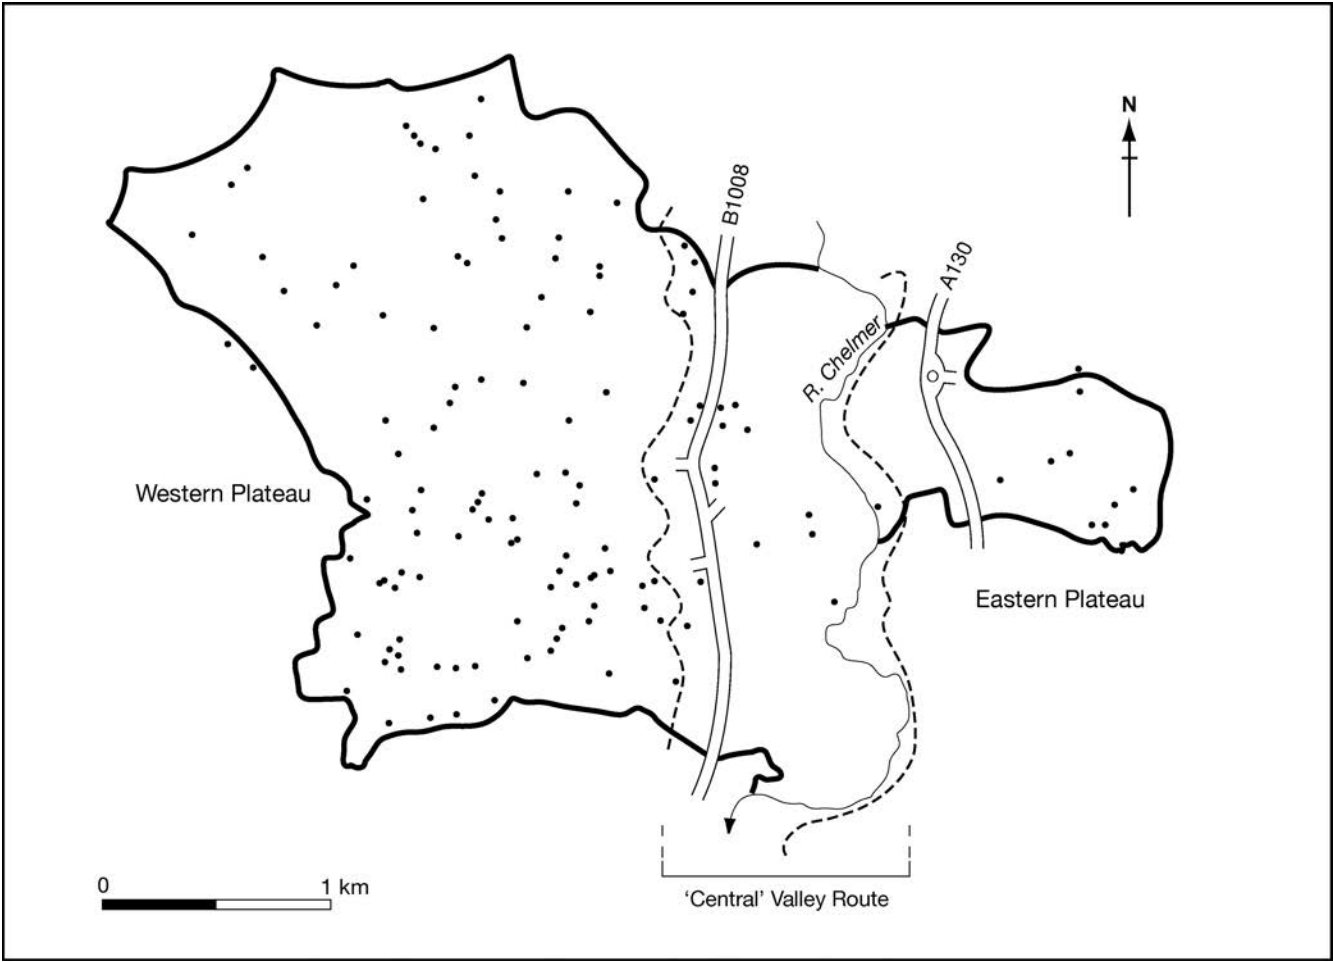 N
B1008
A130
R. Chelmer
Western Plateau
Eastern Plateau
0 1 km
‘Central’ Valley Route